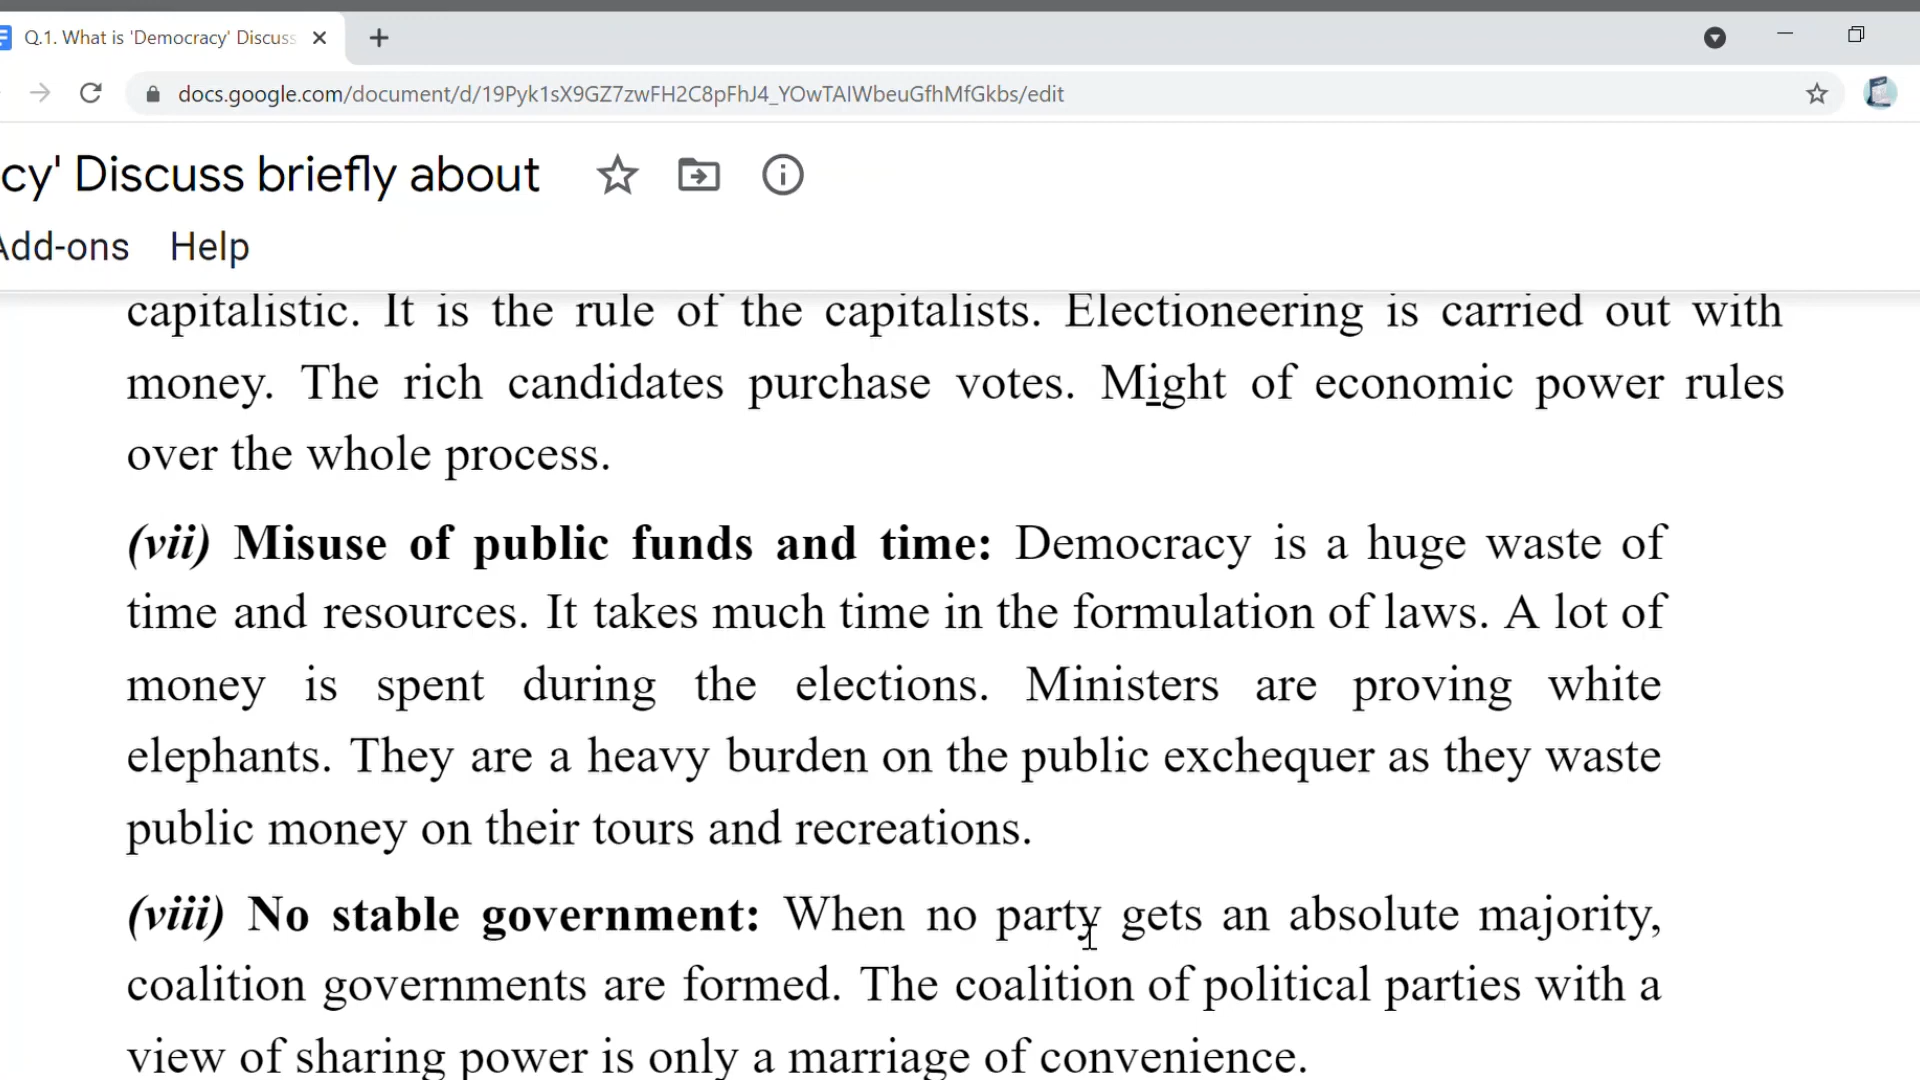 Q.1. What is 'Democracy' Discuss
docs.google.com/document/d/19Pyk1sX9GZ7zwFH2C8pFhJ4_YOwTAIWbeuGfhMfGkbs/edit
cy' Discuss briefly about
Add-ons Help
capitalistic. It is the rule of the capitalists. Electioneering is carried out with
money. The rich candidates purchase votes. Might of economic power rules
over the whole process.
(vii) Misuse of public funds and time: Democracy is a huge waste of
time and resources. It takes much time in the formulation of laws. A lot of
money is spent during the elections. Ministers are proving white
elephants. They are a heavy burden on the public exchequer as they waste
public money on their tours and recreations.
(viii) No stable government: When no party gets an absolute majority,
coalition governments are formed. The coalition of political parties with a
view of sharing power is only a marriage of convenience.